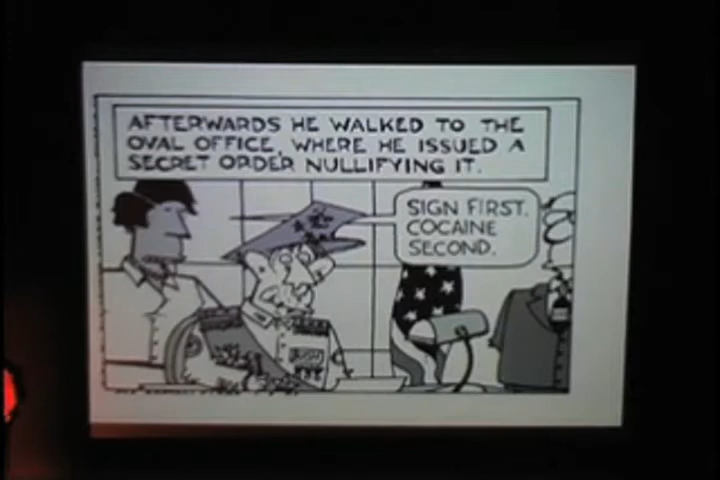 AFTERWARDS HE WALKED TO THE
OVAL OFFICE, WHERE HE ISSUED A
SECRET ORDER NULLIFYING IT.
SIGN FIRST.
COCAINE
SECOND.